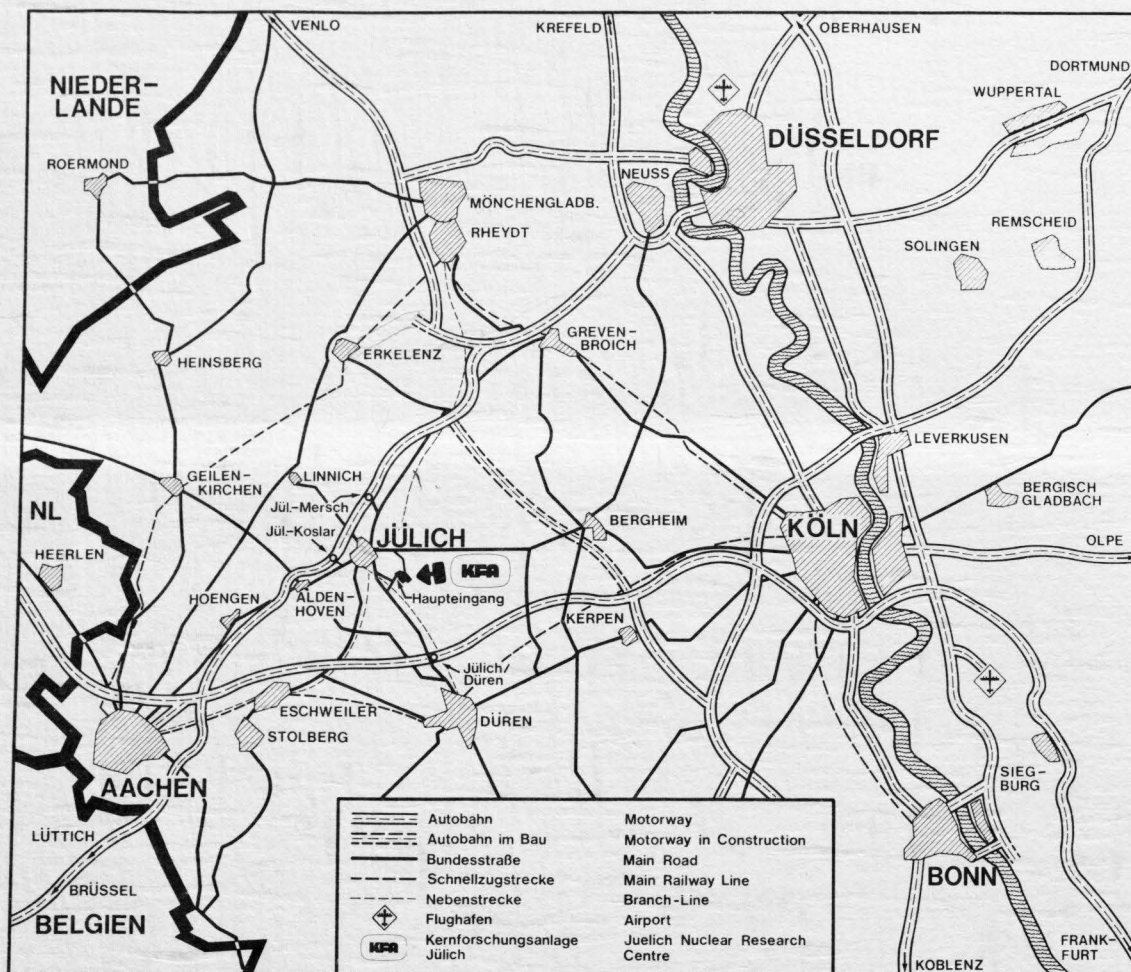 VENLO
KREFELD
OBERHAUSEN
DORTMUND
NIEDER-
LANDE
WUPPERTAL
DÜSSELDORF
ROERMOND
NEUSS
MÖNCHENGLADB.
RHEYDT
REMSCHEID
SOLINGEN
HEINSBERG
ERKELENZ
GREVEN-
BROICH
LEVERKUSEN
GEILEN-
KIRCHEN
LINNICH
Jül.-Mersch
BERGISCH
GLADBACH
NL
BERGHEIM
KÖLN
Jül.-Koslar
JÜLICH
OLPE
HEERLEN
KFA
HOENGEN
ALDEN-
HOVEN
Haupteingang
KERPEN
Jülich/
Düren
ESCHWEILER
DÜREN
STOLBERG
AACHEN
SIEG-
BURG
LÜTTICH
BRÜSSEL
BELGIEN
BONN
FRANK-
FURT
KOBLENZ
Autobahn Motorway
Autobahn im Bau Motorway in Construction
Bundesstraße Main Road
Schnellzugstrecke Main Railway Line
Nebenstrecke Branch-Line
Flughafen Airport
KFA Kernforschungsanlage Juelich Nuclear Research
Jülich Centre